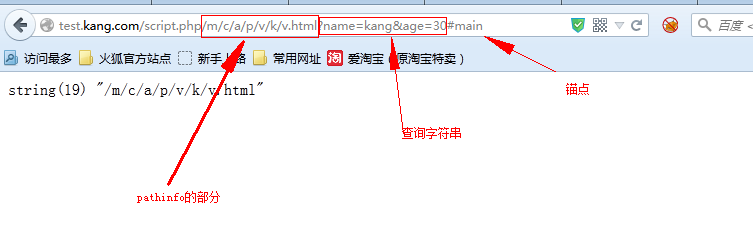 test.kang.com/script.php/m/c/a/p/v/k/v.html?name=kang&age=30#main
百度 <
访问最多 火狐官方站点 新手上路 常用网址 爱淘宝（原淘宝特卖）
string(19) "/m/c/a/p/v/k/v.html"
锚点
查询字符串
pathinfo的部分